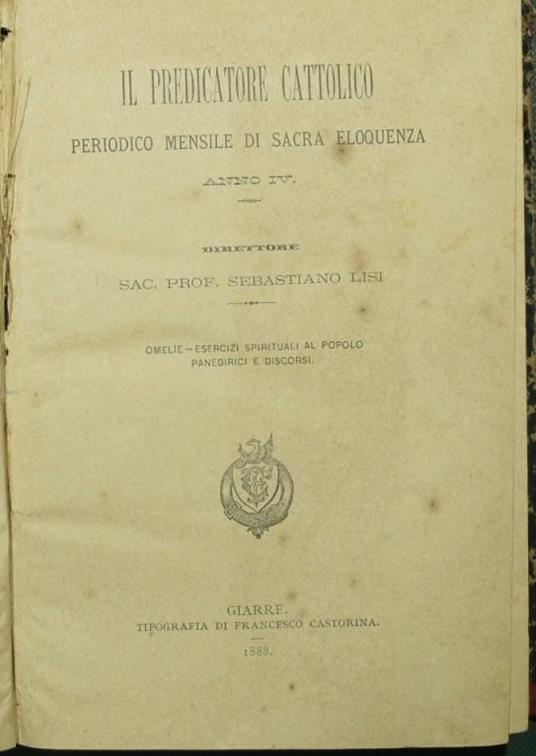 IL PREDICATORE CATTOLICO
PERIODICO MENSILE DI SACRA ELOQUENZA
ANNO IV.
DIRETTORE
SAC. PROF. SEBASTIANO LISI
OMELIE—ESERCIZI SPIRITUALI AL POPOLO
PANEGIRICI E DISCORSI.
GIARRE.
TIPOGRAFIA DI FRANCESCO CASTORINA.
1888.